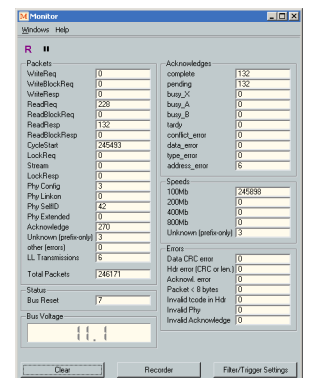 Monitor
Windows Help
R
Packets
WriteReq 0
WriteBlockReq 0
WriteResp 0
ReadReq 228
ReadBlockReq 0
ReadResp 132
ReadBlockResp 0
CycleStart 245493
LockReq 0
Stream 0
LockResp 0
Phy Config 3
Phy Linkon 0
Phy SelfID 42
Phy Extended 0
Acknowledge 270
Unknown (prefix-only) 3
other (errors) 0
LL Transmissions 6
Total Packets 246171
Status
Bus Reset 7
Bus Voltage
11.1
Acknowledges
complete 132
pending 132
busy_X 0
busy_A 0
busy_B 0
tardy 0
conflict_error 0
data_error 0
type_error 0
address_error 6
Speeds
100Mb 245898
200Mb 0
400Mb 0
800Mb 0
Unknown (prefix-only) 3
Errors
Data CRC error 0
Hdr error (CRC or len.) 0
Acknowl. error 0
Packet < 8 bytes 0
Invalid tcode in Hdr 0
Invalid Phy 0
Invalid Acknowledge 0
Clear
Recorder
Filter/Trigger Settings